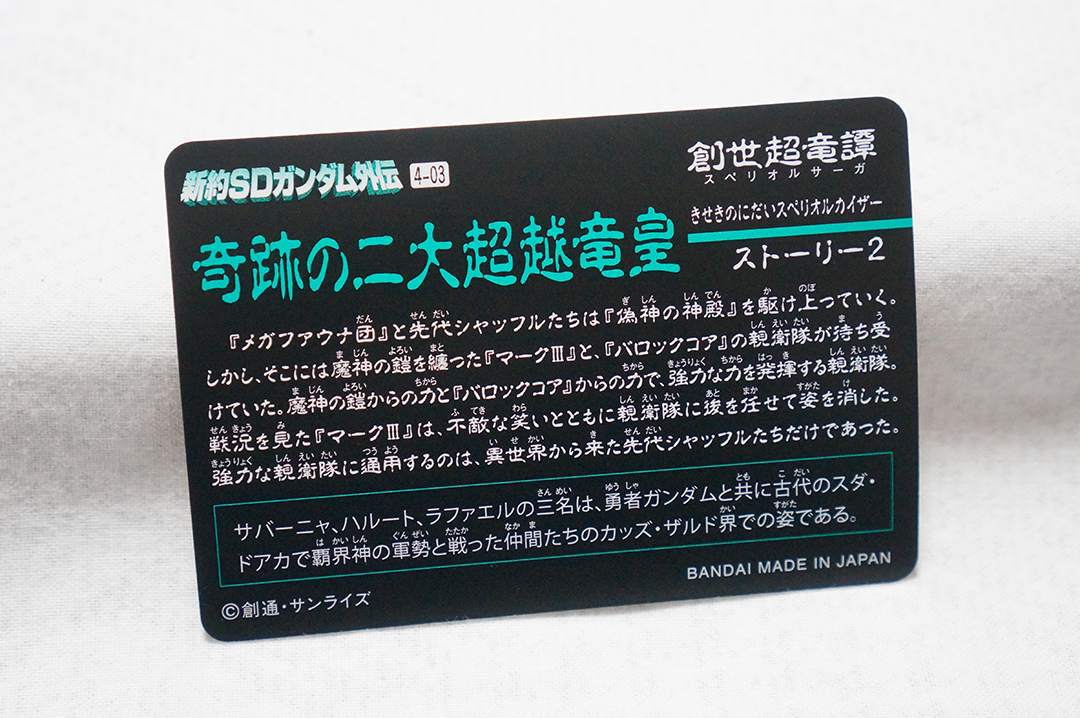 新約SDガンダム外伝 4-03
創世超竜譚
スペリオルサーガ
きせきのにだいスペリオルカイザー
奇跡の二大超越竜皇
ストーリー2
『メガファウナ団』と先代シャッフルたちは『偽神の神殿』を駆け上っていく。
しかし、そこには魔神の鎧を纏った『マークⅢ』と、『バロックコア』の親衛隊が待ち受
けていた。魔神の鎧からの力と『バロックコア』からの力で、強力な力を発揮する親衛隊。
戦況を見た『マークⅢ』は、不敵な笑いとともに親衛隊に後を任せて姿を消した。
強力な親衛隊に通用するのは、異世界から来た先代シャッフルたちだけであった。
サバーニャ、ハルート、ラファエルの三名は、勇者ガンダムと共に古代のスダ・
ドアカで覇界神の軍勢と戦った仲間たちのカッズ・ザルド界での姿である。
BANDAI MADE IN JAPAN
©創通・サンライズ